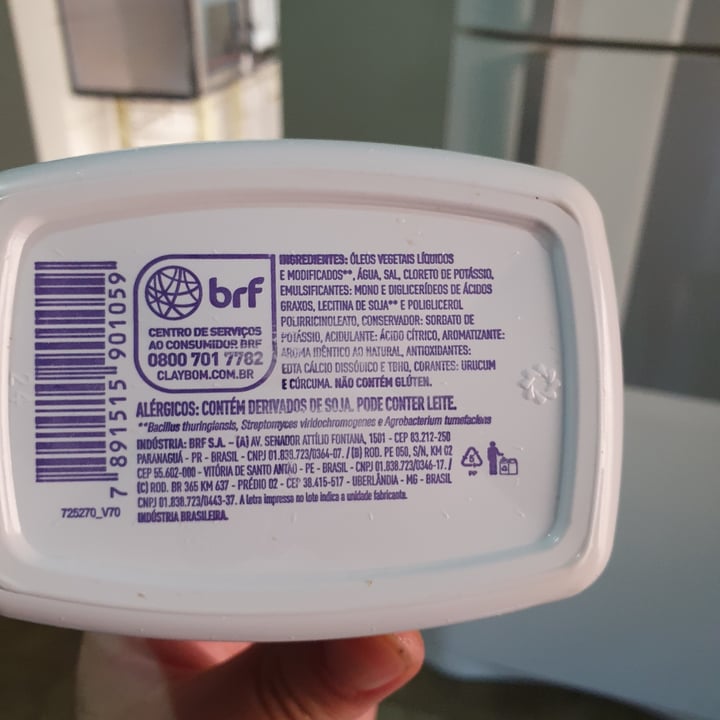 brf
CENTRO DE SERVIÇOS
AO CONSUMIDOR BRF
0800 701 7782
CLAYBOM.COM.BR
INGREDIENTES: ÓLEOS VEGETAIS LÍQUIDOS
E MODIFICADOS**, ÁGUA, SAL, CLORETO DE POTÁSSIO,
EMULSIFICANTES: MONO E DIGLICERÍDEOS DE ÁCIDOS
GRAXOS, LECITINA DE SOJA** E POLIGLICEROL
POLIRRICINOLEATO, CONSERVADOR: SORBATO DE
POTÁSSIO, ACIDULANTE: ÁCIDO CÍTRICO, AROMATIZANTE:
AROMA IDÊNTICO AO NATURAL, ANTIOXIDANTES:
EDTA CÁLCIO DISSÓDICO E TBHQ, CORANTES: URUCUM
E CÚRCUMA. NÃO CONTÉM GLÚTEN.
ALÉRGICOS: CONTÉM DERIVADOS DE SOJA. PODE CONTER LEITE.
**Bacillus thuringiensis, Streptomyces viridochromogenes e Agrobacterium tumefaciens
INDÚSTRIA: BRF S.A. - (A) AV. SENADOR ATTÍLIO FONTANA, 1501 - CEP 83.212-250
PARANAGUÁ - PR - BRASIL - CNPJ 01.838.723/0364-07. / (B) ROD. PE 050, S/N, KM 02
CEP 55.602-000 - VITÓRIA DE SANTO ANTÃO - PE - BRASIL - CNPJ 01.838.723/0346-17. /
(C) ROD. BR 365 KM 637 - PRÉDIO 02 - CEP 38.415-617 - UBERLÂNDIA - MG - BRASIL
CNPJ 01.838.723/0443-37. A letra impressa no lote indica a unidade fabricante.
INDÚSTRIA BRASILEIRA.
7 891515 901059
725270_V70
5
PP